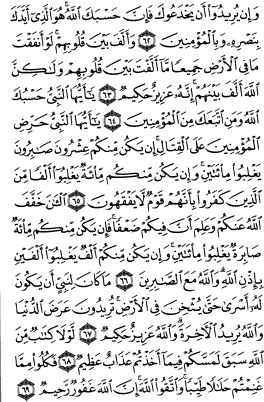 وَإِن يُرِيدُوٓا۟ أَن يَخْدَعُوكَ فَإِنَّ حَسْبَكَ ٱللَّهُ هُوَ ٱلَّذِىٓ أَيَّدَكَ
بِنَصْرِهِۦ وَبِٱلْمُؤْمِنِينَ ٦٢ وَأَلَّفَ بَيْنَ قُلُوبِهِمْ لَوْ أَنفَقْتَ
مَا فِى ٱلْأَرْضِ جَمِيعًا مَّآ أَلَّفْتَ بَيْنَ قُلُوبِهِمْ وَلَٰكِنَّ
ٱللَّهَ أَلَّفَ بَيْنَهُمْ إِنَّهُۥ عَزِيزٌ حَكِيمٌ ٦٣ يَٰٓأَيُّهَا ٱلنَّبِىُّ حَسْبُكَ
ٱللَّهُ وَمَنِ ٱتَّبَعَكَ مِنَ ٱلْمُؤْمِنِينَ ٦٤ يَٰٓأَيُّهَا ٱلنَّبِىُّ حَرِّضِ
ٱلْمُؤْمِنِينَ عَلَى ٱلْقِتَالِ إِن يَكُن مِّنكُمْ عِشْرُونَ صَٰبِرُونَ
يَغْلِبُوا۟ مِا۟ئَتَيْنِ وَإِن يَكُن مِّنكُم مِّا۟ئَةٌ يَغْلِبُوٓا۟ أَلْفًا مِّنَ
ٱلَّذِينَ كَفَرُوا۟ بِأَنَّهُمْ قَوْمٌ لَّا يَفْقَهُونَ ٦٥ ٱلْـَٰٔنَ خَفَّفَ
ٱللَّهُ عَنكُمْ وَعَلِمَ أَنَّ فِيكُمْ ضَعْفًا فَإِن يَكُن مِّنكُم مِّا۟ئَةٌ
صَابِرَةٌ يَغْلِبُوا۟ مِا۟ئَتَيْنِ وَإِن يَكُن مِّنكُمْ أَلْفٌ يَغْلِبُوٓا۟ أَلْفَيْنِ
بِإِذْنِ ٱللَّهِ وَٱللَّهُ مَعَ ٱلصَّٰبِرِينَ ٦٦ مَا كَانَ لِنَبِىٍّ أَن يَكُونَ
لَهُۥٓ أَسْرَىٰ حَتَّىٰ يُثْخِنَ فِى ٱلْأَرْضِ تُرِيدُونَ عَرَضَ ٱلدُّنْيَا
وَٱللَّهُ يُرِيدُ ٱلْـَٔاخِرَةَ وَٱللَّهُ عَزِيزٌ حَكِيمٌ ٦٧ لَّوْلَا كِتَٰبٌ مِّنَ
ٱللَّهِ سَبَقَ لَمَسَّكُمْ فِيمَآ أَخَذْتُمْ عَذَابٌ عَظِيمٌ ٦٨ فَكُلُوا۟ مِمَّا
غَنِمْتُمْ حَلَٰلًا طَيِّبًا وَٱتَّقُوا۟ ٱللَّهَ إِنَّ ٱللَّهَ غَفُورٌ رَّحِيمٌ ٦٩